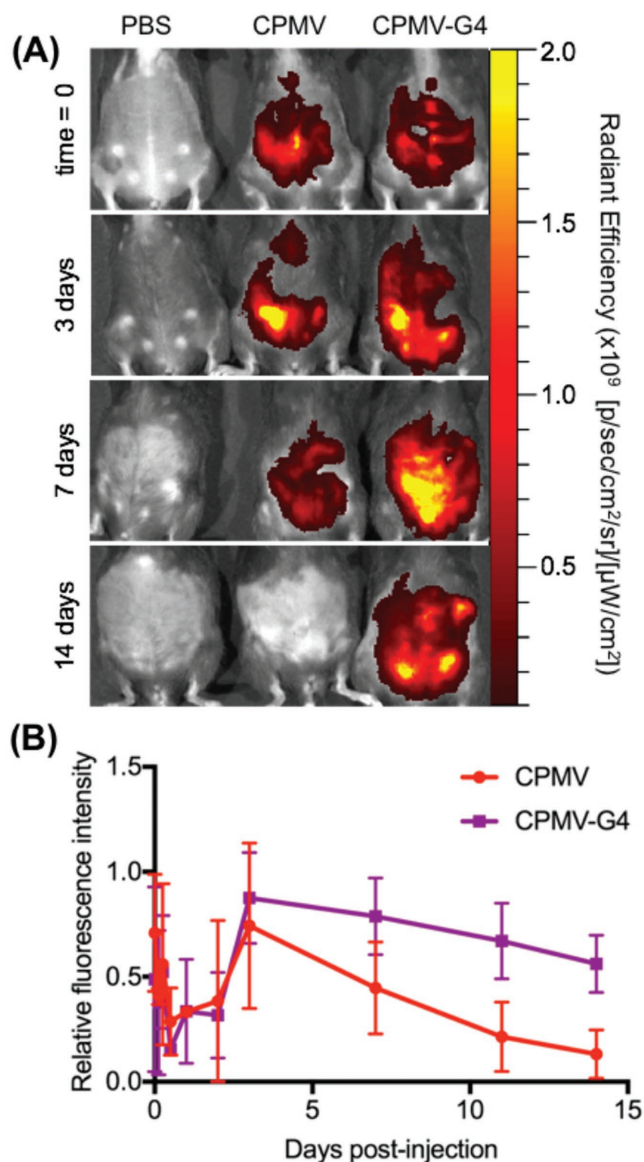 PBS CPMV CPMV-G4
(A)
time = 0
3 days
7 days
14 days
2.0
1.5
1.0
0.5
Radiant Efficiency (x10⁹ [p/sec/cm²/sr]/[µW/cm²])
(B)
Relative fluorescence intensity
1.5
1.0
0.5
0.0
CPMV
CPMV-G4
0 5 10 15
Days post-injection